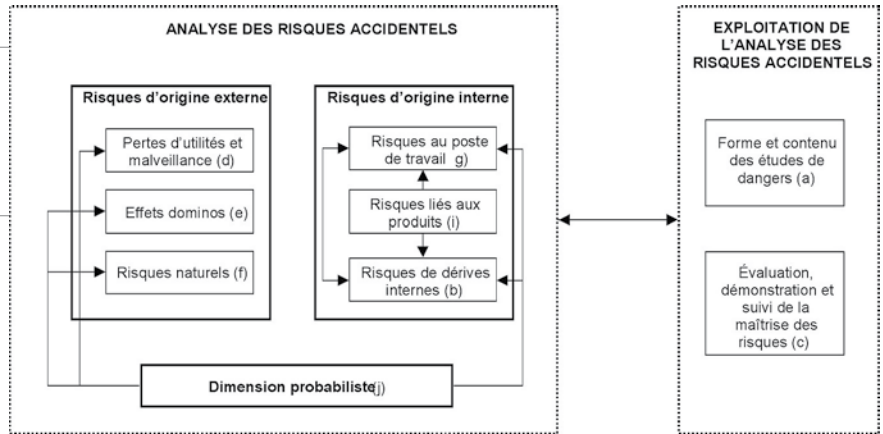 ANALYSE DES RISQUES ACCIDENTELS
Risques d'origine externe
Pertes d'utilités et
malveillance (d)
Effets dominos (e)
Risques naturels (f)
Risques d'origine interne
Risques au poste
de travail g)
Risques liés aux
produits (i)
Risques de dérives
internes (b)
Dimension probabiliste(j)
EXPLOITATION DE
L'ANALYSE DES
RISQUES ACCIDENTELS
Forme et contenu
des études de
dangers (a)
Évaluation,
démonstration et
suivi de la
maîtrise des
risques (c)